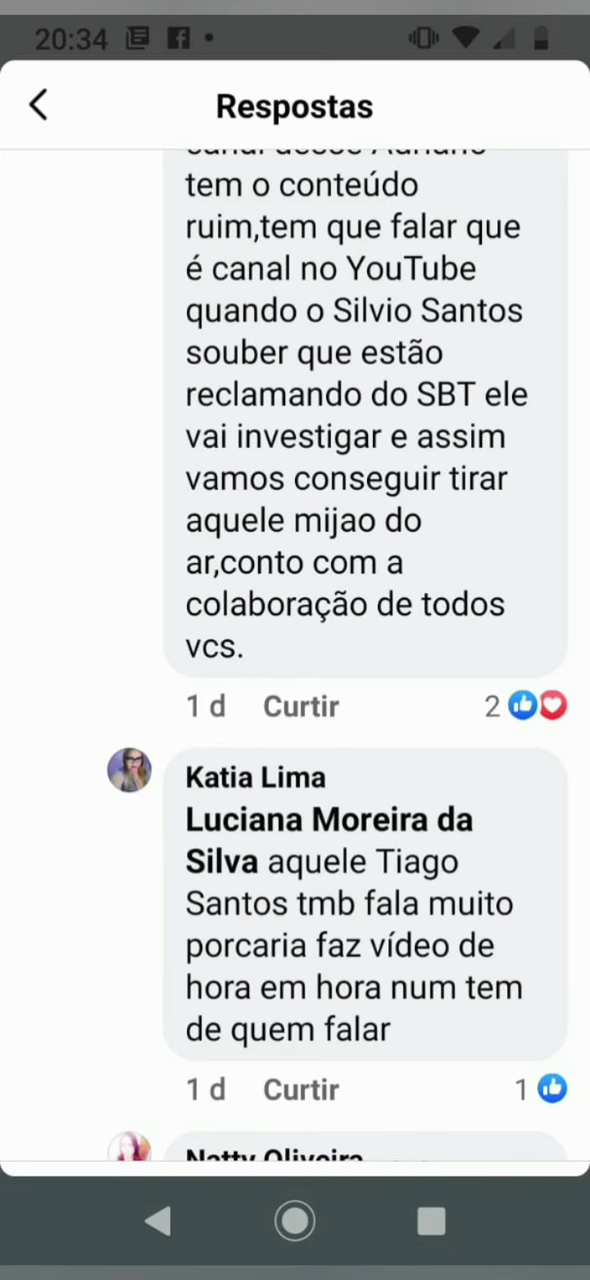 20:34
Respostas
tem o conteúdo
ruim,tem que falar que
é canal no YouTube
quando o Silvio Santos
souber que estão
reclamando do SBT ele
vai investigar e assim
vamos conseguir tirar
aquele mijao do
ar,conto com a
colaboração de todos
vcs.
1 d Curtir 2
Katia Lima
Luciana Moreira da
Silva aquele Tiago
Santos tmb fala muito
porcaria faz vídeo de
hora em hora num tem
de quem falar
1 d Curtir 1
Natty Oliveira